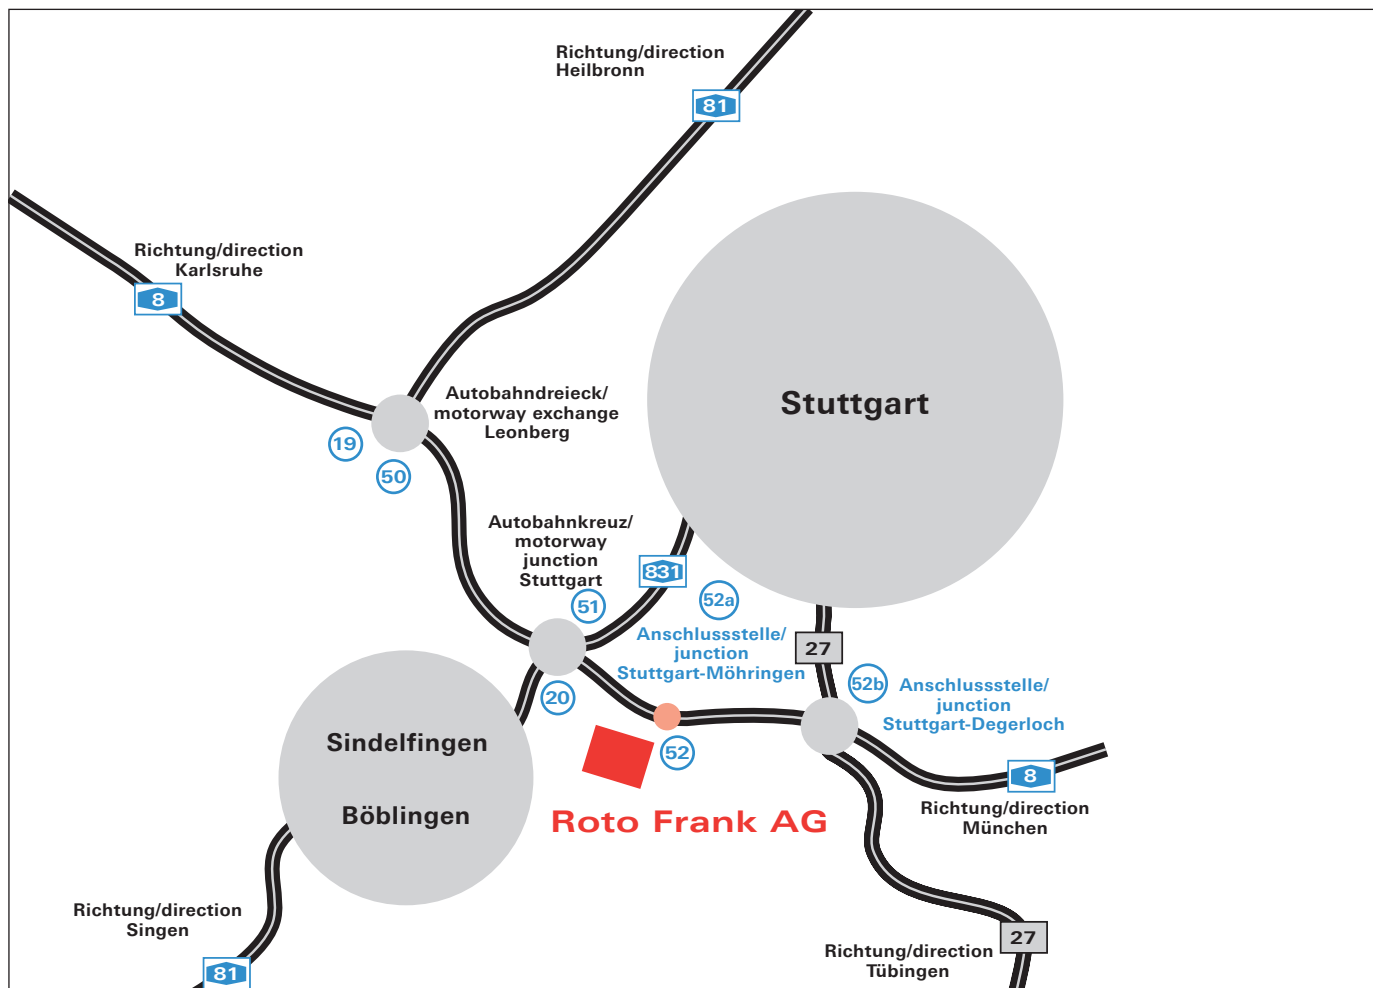 Richtung/direction
Heilbronn
81
Richtung/direction
Karlsruhe
8
Stuttgart
Autobahndreieck/
motorway exchange
Leonberg
19
50
Autobahnkreuz/
motorway
junction
Stuttgart
51
831
52a
Anschlussstelle/
junction
Stuttgart-Möhringen
27
52b
Anschlussstelle/
junction
Stuttgart-Degerloch
20
52
Sindelfingen
Böblingen
Roto Frank AG
8
Richtung/direction
München
Richtung/direction
Singen
81
27
Richtung/direction
Tübingen